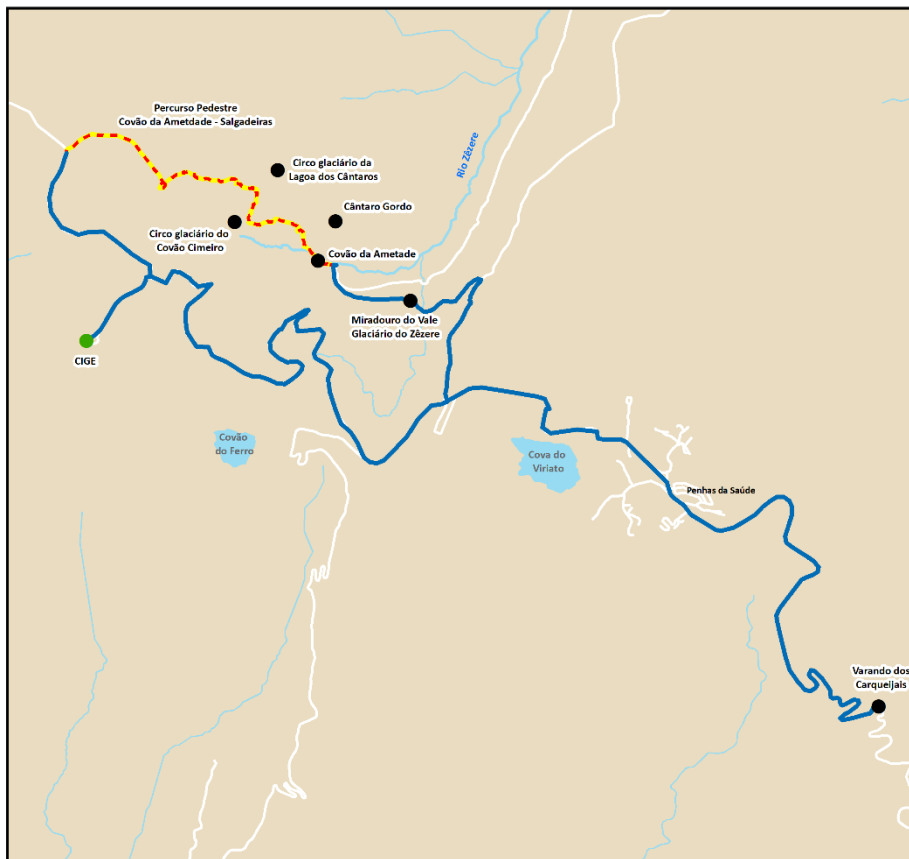 Percurso Pedestre
Covão da Ametdade - Salgadeiras
Rio Zêzere
Circo glaciário da
Lagoa dos Cântaros
Cântaro Gordo
Circo glaciário do
Covão Cimeiro
Covão da Ametade
Miradouro do Vale
Glaciário do Zêzere
CIGE
Covão
do Ferro
Cova do
Viriato
Penhas da Saúde
Varando dos
Carqueijais